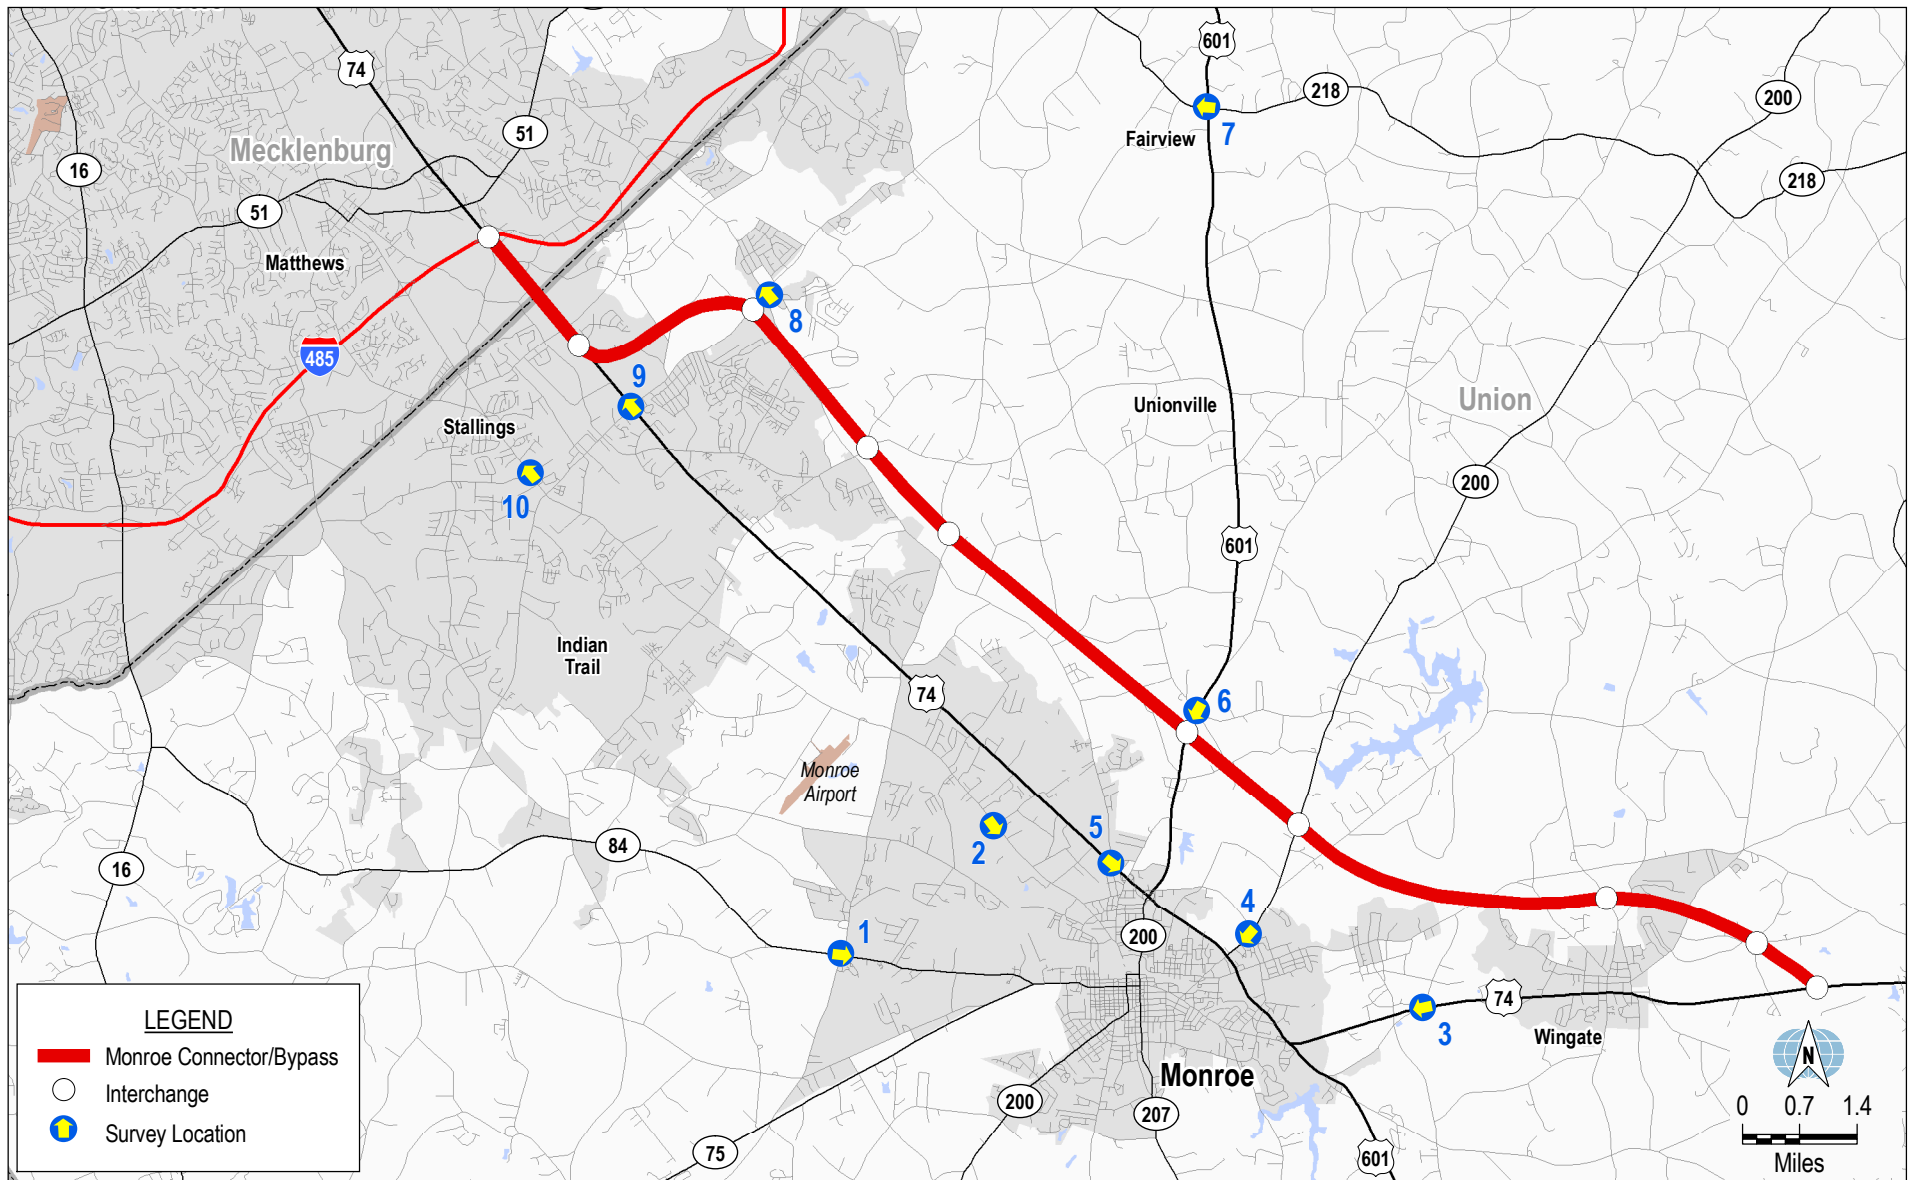 601
74
218
200
51
7
Fairview
Mecklenburg
16
218
51
Matthews
8
485
9
Unionville
Union
Stallings
200
10
601
Indian
Trail
74
6
Monroe
Airport
5
84
2
16
4
1
200
74
3
Wingate
LEGEND
Monroe Connector/Bypass
Interchange
Survey Location
Monroe
N
200
207
0 0.7 1.4
75
601
Miles